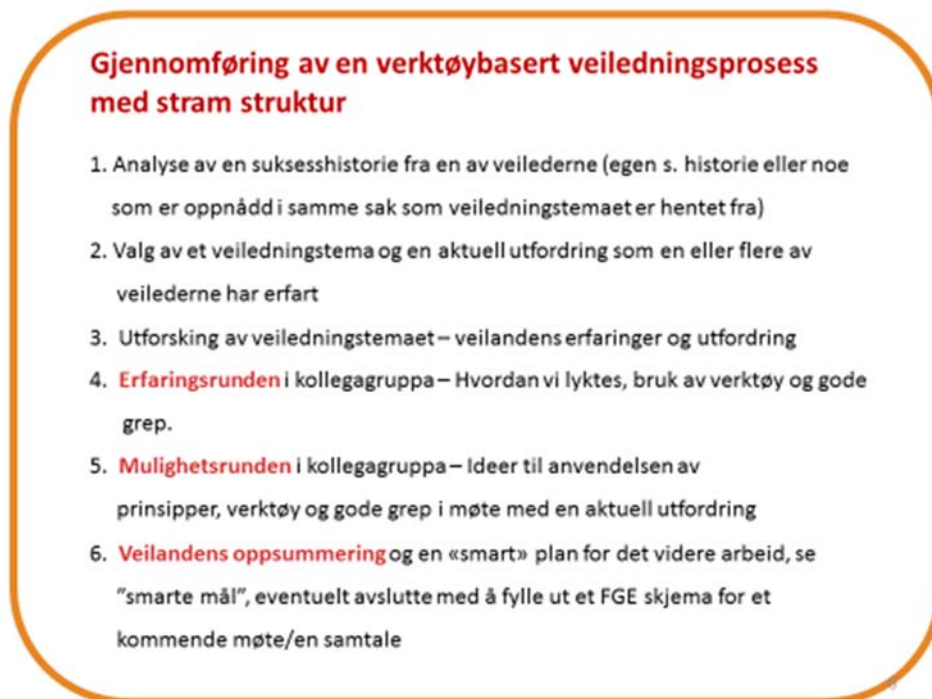 Gjennomføring av en verktøybasert veiledningsprosess
med stram struktur
1. Analyse av en suksesshistorie fra en av veilederne (egen s. historie eller noe
som er oppnådd i samme sak som veiledningstemaet er hentet fra)
2. Valg av et veiledningstema og en aktuell utfordring som en eller flere av
veilederne har erfart
3. Utforsking av veiledningstemaet – veilandens erfaringer og utfordring
4. Erfaringsrunden i kollegagruppa – Hvordan vi lyktes, bruk av verktøy og gode
grep.
5. Mulighetsrunden i kollegagruppa – Ideer til anvendelsen av
prinsipper, verktøy og gode grep i møte med en aktuell utfordring
6. Veilandens oppsummering og en «smart» plan for det videre arbeid, se
”smarte mål”, eventuelt avslutte med å fylle ut et FGE skjema for et
kommende møte/en samtale